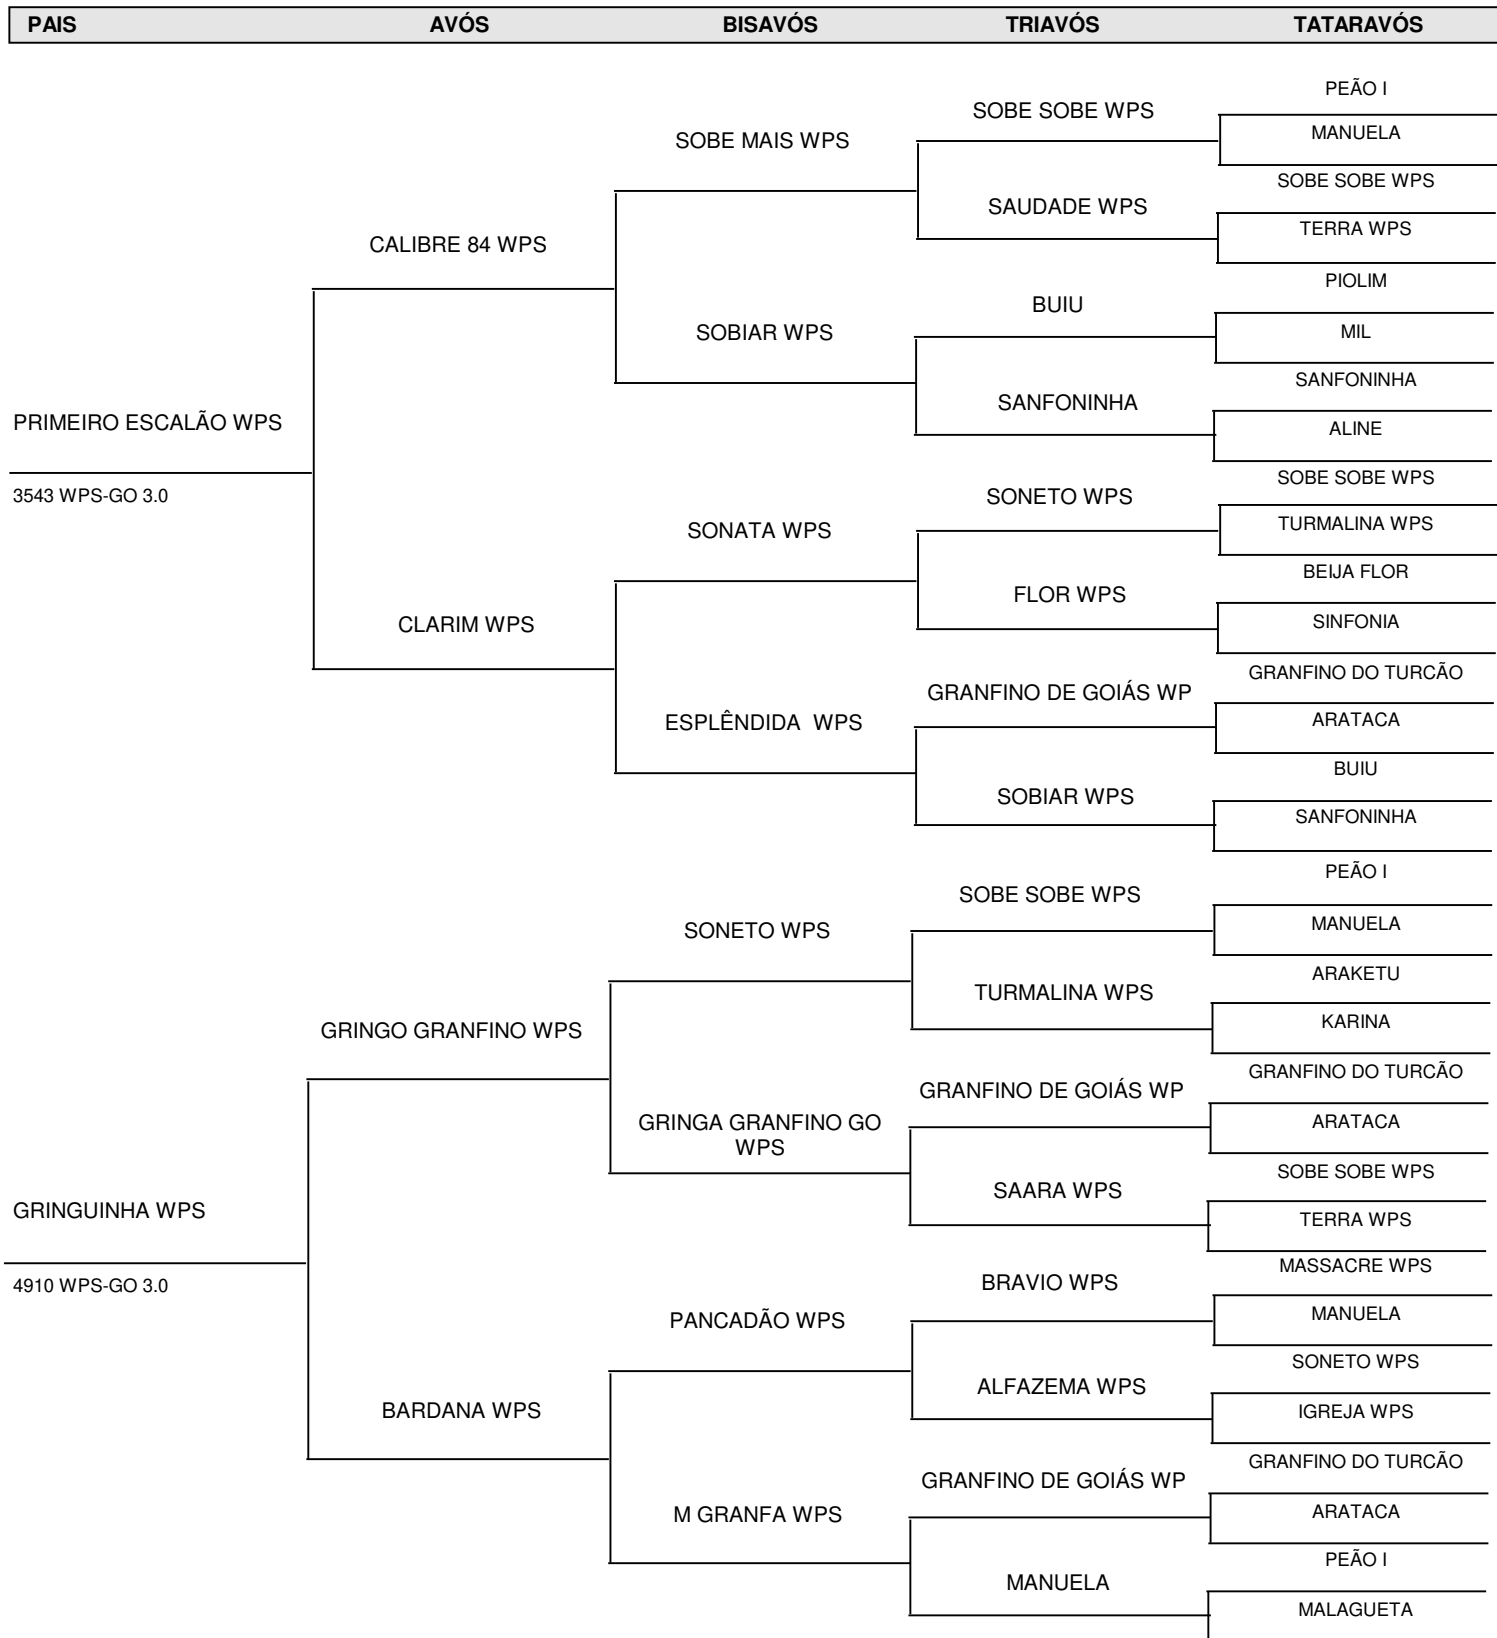 PAIS AVÓS BISAVÓS TRIAVÓS TATARAVÓS
PEÃO I
SOBE SOBE WPS
MANUELA
SOBE MAIS WPS
SOBE SOBE WPS
SAUDADE WPS
TERRA WPS
CALIBRE 84 WPS
PIOLIM
BUIU
MIL
SOBIAR WPS
SANFONINHA
SANFONINHA
PRIMEIRO ESCALÃO WPS
ALINE
3543 WPS-GO 3.0
SOBE SOBE WPS
SONETO WPS
TURMALINA WPS
SONATA WPS
BEIJA FLOR
FLOR WPS
SINFONIA
CLARIM WPS
GRANFINO DO TURCÃO
GRANFINO DE GOIÁS WP
ARATACA
ESPLÊNDIDA  WPS
BUIU
SOBIAR WPS
SANFONINHA
PEÃO I
SOBE SOBE WPS
MANUELA
SONETO WPS
ARAKETU
TURMALINA WPS
KARINA
GRINGO GRANFINO WPS
GRANFINO DO TURCÃO
GRANFINO DE GOIÁS WP
ARATACA
GRINGA GRANFINO GO
WPS
SOBE SOBE WPS
SAARA WPS
GRINGUINHA WPS
TERRA WPS
4910 WPS-GO 3.0
MASSACRE WPS
BRAVIO WPS
MANUELA
PANCADÃO WPS
SONETO WPS
ALFAZEMA WPS
IGREJA WPS
BARDANA WPS
GRANFINO DO TURCÃO
GRANFINO DE GOIÁS WP
ARATACA
M GRANFA WPS
PEÃO I
MANUELA
MALAGUETA